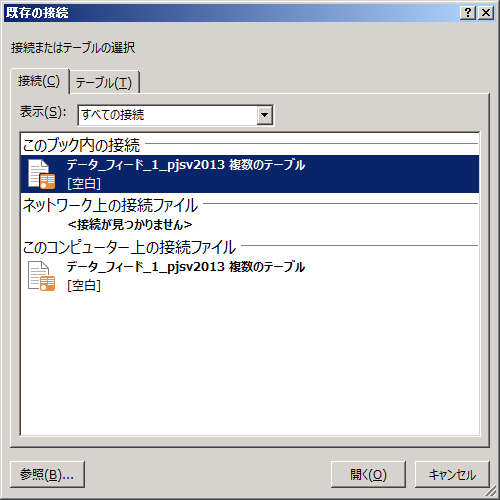 既存の接続
接続またはテーブルの選択
接続(C)
テーブル(T)
表示(S):
すべての接続
このブック内の接続
データ_フィード_1_pjsv2013 複数のテーブル
[空白]
ネットワーク上の接続ファイル
<接続が見つかりません>
このコンピューター上の接続ファイル
データ_フィード_1_pjsv2013 複数のテーブル
[空白]
参照(B)...
開く(O)
キャンセル